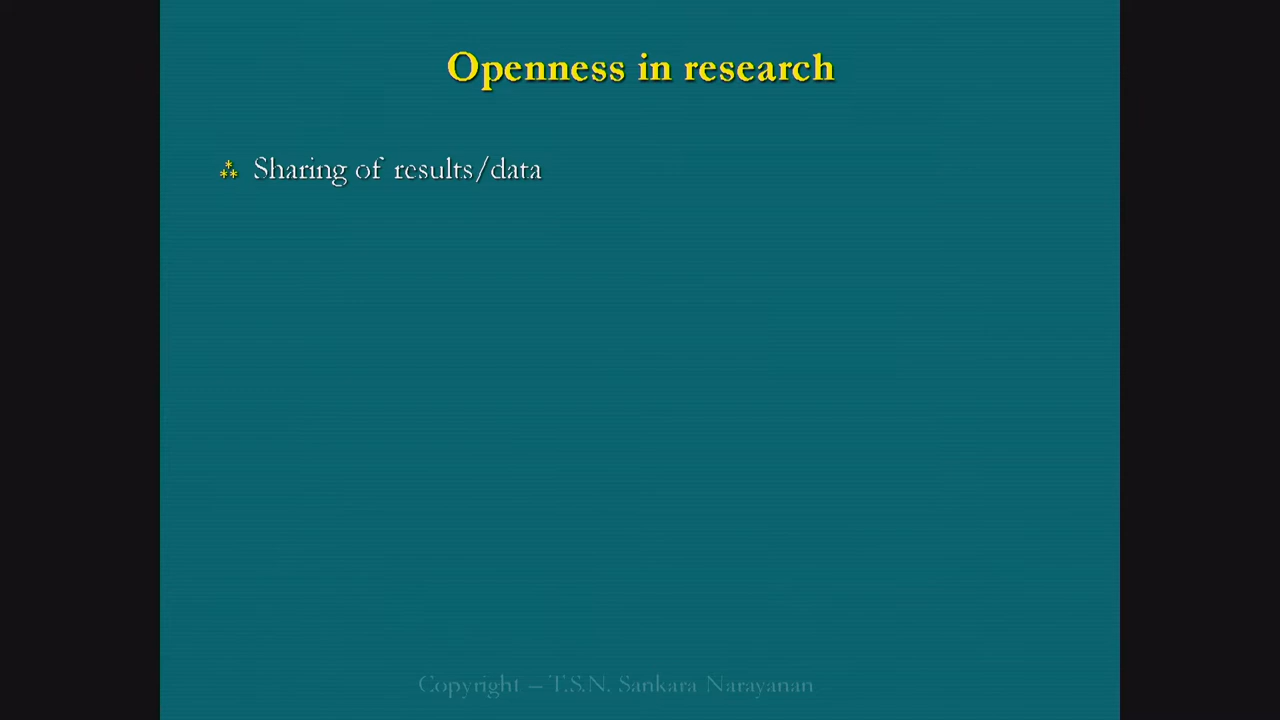 Openness in research
Sharing of results/data
Copyright – T.S.N. Sankara Narayanan